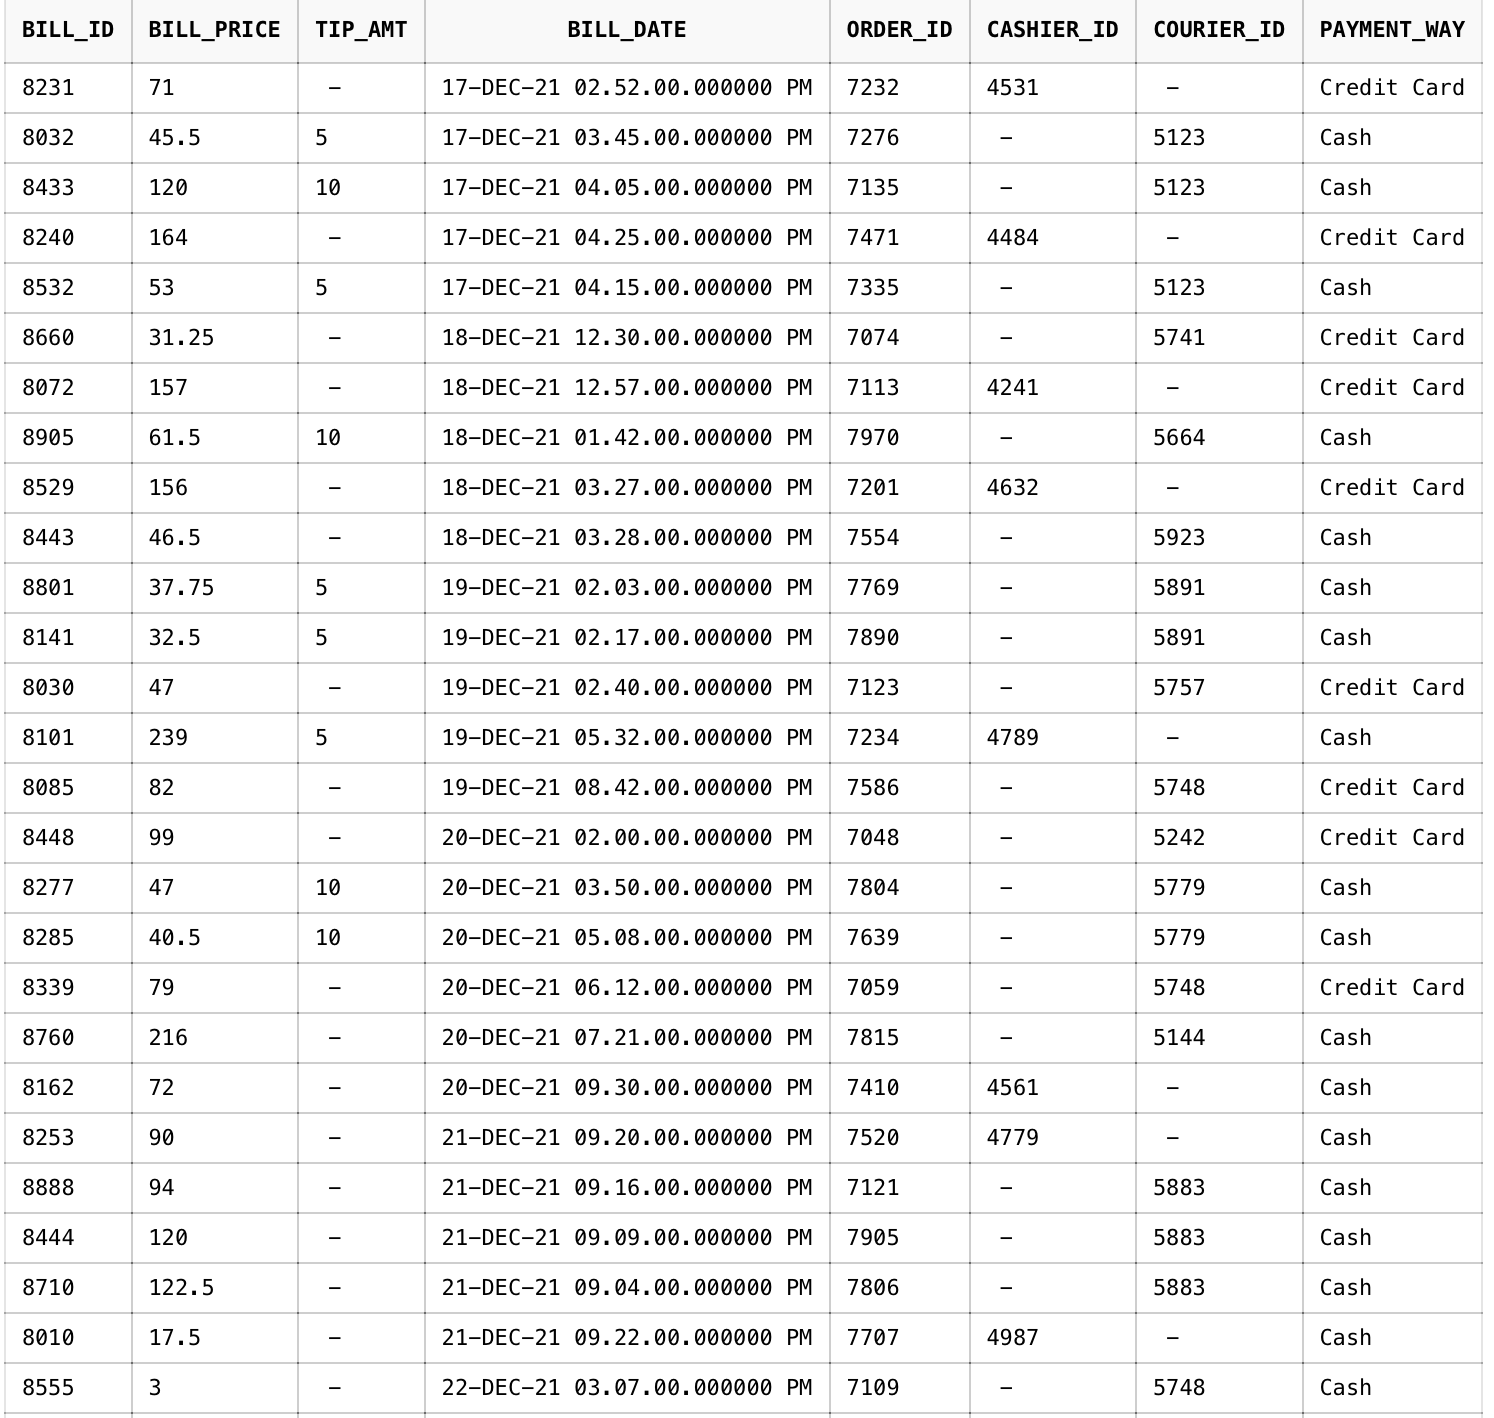 BILL_ID BILL_PRICE TIP_AMT BILL_DATE ORDER_ID CASHIER_ID COURIER_ID PAYMENT_WAY
8231 71 – 17-DEC-21 02.52.00.000000 PM 7232 4531 – Credit Card
8032 45.5 5 17-DEC-21 03.45.00.000000 PM 7276 – 5123 Cash
8433 120 10 17-DEC-21 04.05.00.000000 PM 7135 – 5123 Cash
8240 164 – 17-DEC-21 04.25.00.000000 PM 7471 4484 – Credit Card
8532 53 5 17-DEC-21 04.15.00.000000 PM 7335 – 5123 Cash
8660 31.25 – 18-DEC-21 12.30.00.000000 PM 7074 – 5741 Credit Card
8072 157 – 18-DEC-21 12.57.00.000000 PM 7113 4241 – Credit Card
8905 61.5 10 18-DEC-21 01.42.00.000000 PM 7970 – 5664 Cash
8529 156 – 18-DEC-21 03.27.00.000000 PM 7201 4632 – Credit Card
8443 46.5 – 18-DEC-21 03.28.00.000000 PM 7554 – 5923 Cash
8801 37.75 5 19-DEC-21 02.03.00.000000 PM 7769 – 5891 Cash
8141 32.5 5 19-DEC-21 02.17.00.000000 PM 7890 – 5891 Cash
8030 47 – 19-DEC-21 02.40.00.000000 PM 7123 – 5757 Credit Card
8101 239 5 19-DEC-21 05.32.00.000000 PM 7234 4789 – Cash
8085 82 – 19-DEC-21 08.42.00.000000 PM 7586 – 5748 Credit Card
8448 99 – 20-DEC-21 02.00.00.000000 PM 7048 – 5242 Credit Card
8277 47 10 20-DEC-21 03.50.00.000000 PM 7804 – 5779 Cash
8285 40.5 10 20-DEC-21 05.08.00.000000 PM 7639 – 5779 Cash
8339 79 – 20-DEC-21 06.12.00.000000 PM 7059 – 5748 Credit Card
8760 216 – 20-DEC-21 07.21.00.000000 PM 7815 – 5144 Cash
8162 72 – 20-DEC-21 09.30.00.000000 PM 7410 4561 – Cash
8253 90 – 21-DEC-21 09.20.00.000000 PM 7520 4779 – Cash
8888 94 – 21-DEC-21 09.16.00.000000 PM 7121 – 5883 Cash
8444 120 – 21-DEC-21 09.09.00.000000 PM 7905 – 5883 Cash
8710 122.5 – 21-DEC-21 09.04.00.000000 PM 7806 – 5883 Cash
8010 17.5 – 21-DEC-21 09.22.00.000000 PM 7707 4987 – Cash
8555 3 – 22-DEC-21 03.07.00.000000 PM 7109 – 5748 Cash